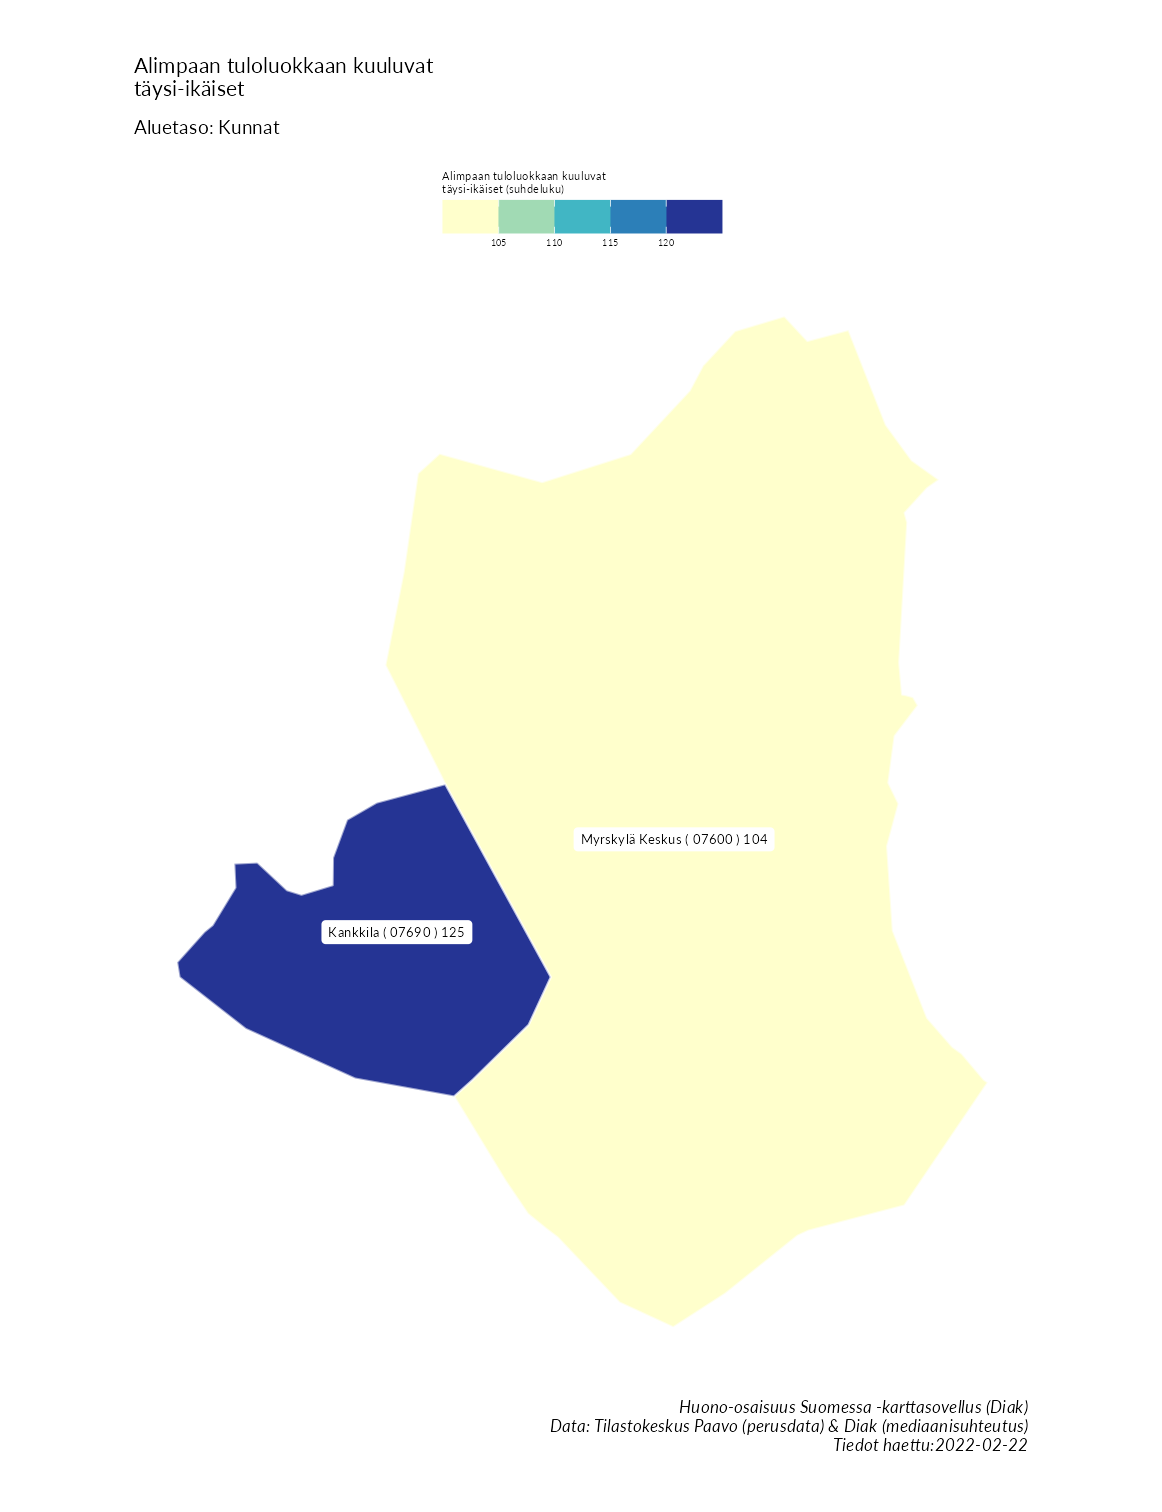 Alimpaan tuloluokkaan kuuluvat
täysi-ikäiset
Aluetaso: Kunnat
Alimpaan tuloluokkaan kuuluvat
täysi-ikäiset (suhdeluku)
105 110 115 120
Myrskylä Keskus ( 07600 ) 104
Kankkila ( 07690 ) 125
Huono-osaisuus Suomessa -karttasovellus (Diak)
Data: Tilastokeskus Paavo (perusdata) & Diak (mediaanisuhteutus)
Tiedot haettu:2022-02-22